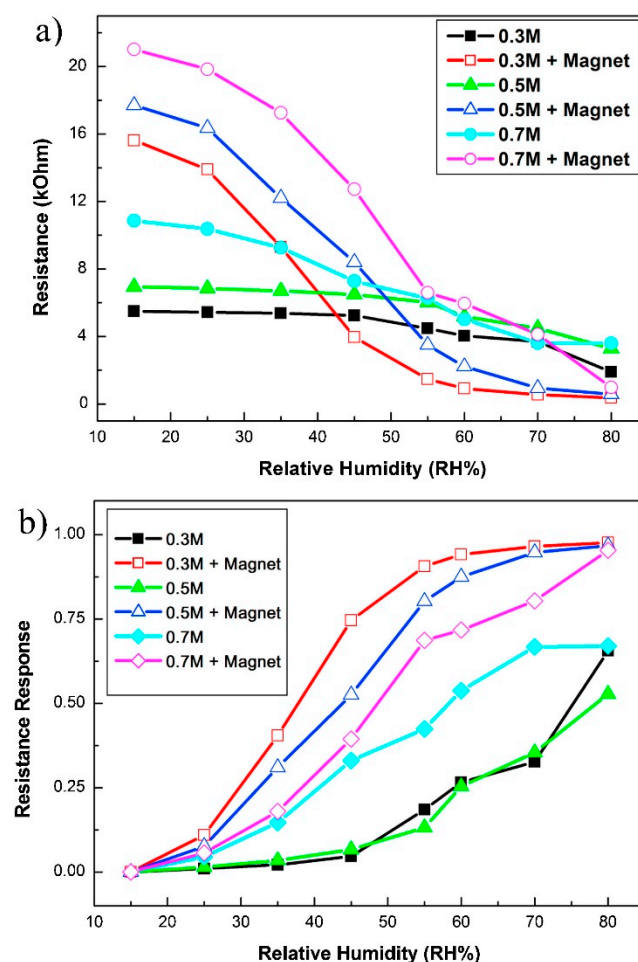 a)
0.3M
0.3M + Magnet
0.5M
0.5M + Magnet
0.7M
0.7M + Magnet
Resistance (kOhm)
20
16
12
8
4
0
10 20 30 40 50 60 70 80
Relative Humidity (RH%)
b)
0.3M
0.3M + Magnet
0.5M
0.5M + Magnet
0.7M
0.7M + Magnet
Resistance Response
1.00
0.75
0.50
0.25
0.00
10 20 30 40 50 60 70 80
Relative Humidity (RH%)